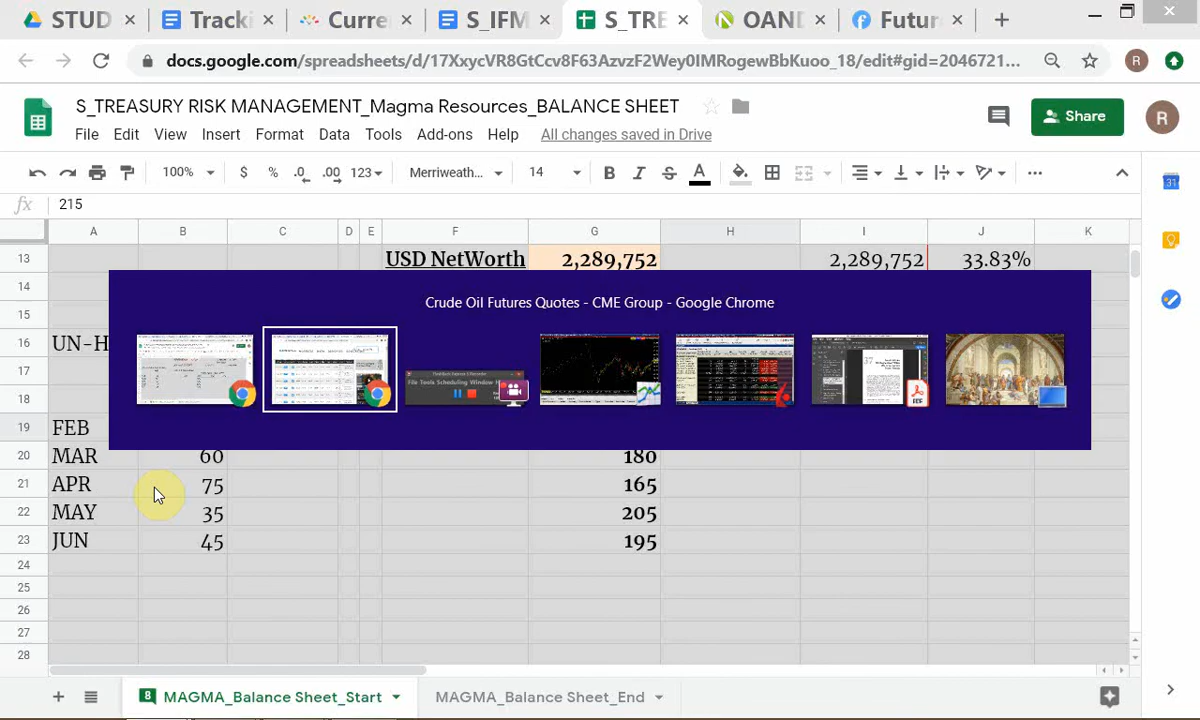 STUD
Tracki
Curre
S_IFM
S_TRE
OAND
Futur
docs.google.com/spreadsheets/d/17XxycVR8GtCcv8F63AzvzF2Wey0IMRogewBbKuoo_18/edit#gid=2046721...
R
S_TREASURY RISK MANAGEMENT_Magma Resources_BALANCE SHEET
File Edit View Insert Format Data Tools Add-ons Help All changes saved in Drive
Share
R
100% $ % .0 .00 123 Merriweath... 14 B I S A
31
fx 215
A B C D E F G H I J K
13 USD NetWorth 2,289,752 2,289,752 33.83%
14
Crude Oil Futures Quotes - CME Group - Google Chrome
15
16 UN-H
17
18
19 FEB
20 MAR 60 180
21 APR 75 165
22 MAY 35 205
23 JUN 45 195
24
25
26
27
28
8 MAGMA_Balance Sheet_Start MAGMA_Balance Sheet_End